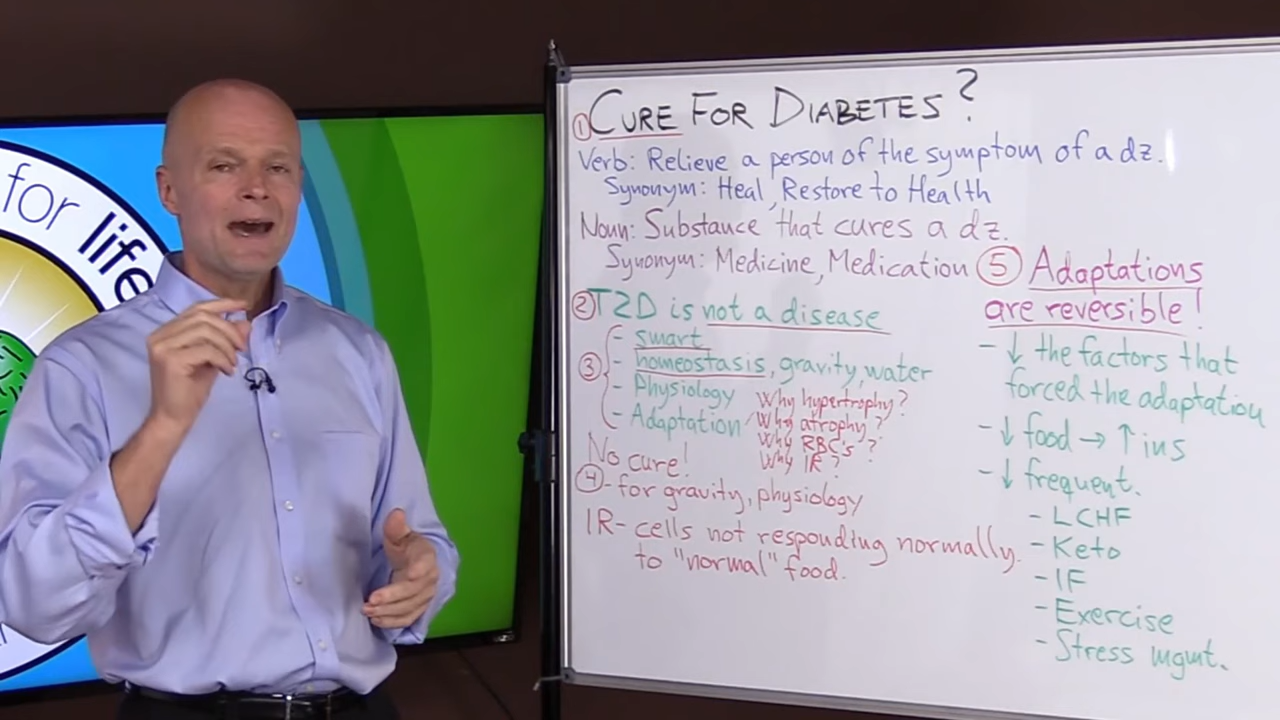 for life
① CURE FOR DIABETES?
Verb: Relieve a person of the symptom of a dz.
Synonym: Heal, Restore to Health
Noun: Substance that cures a dz.
Synonym: Medicine, Medication
② T2D is not a disease
③ - smart
- homeostasis, gravity, water
- Physiology
- Adaptation
Why hypertrophy?
Why atrophy?
Why RBC's?
Why IR?
No cure!
④ - for gravity, physiology
IR - cells not responding normally.
to "normal" food.
⑤ Adaptations
are reversible!
- ↓ the factors that
forced the adaptation
- ↓ food → ↑ ins
- ↓ frequent.
- LCHF
- Keto
- IF
- Exercise
- Stress mgmt.